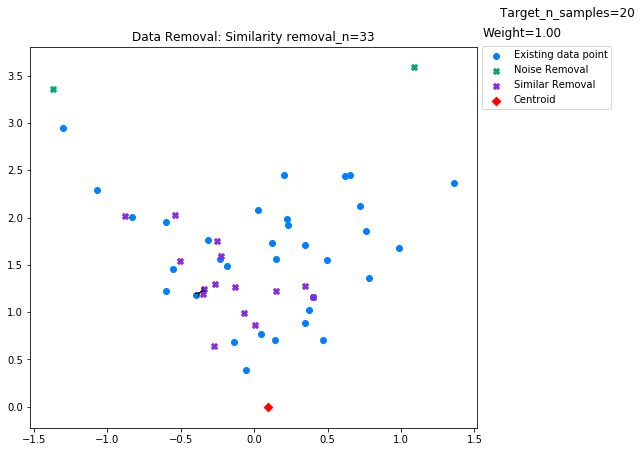 Target_n_samples=20
Weight=1.00
Data Removal: Similarity removal_n=33
Existing data point
Noise Removal
Similar Removal
Centroid
3.5
3.0
2.5
2.0
1.5
1.0
0.5
0.0
−1.5 −1.0 −0.5 0.0 0.5 1.0 1.5